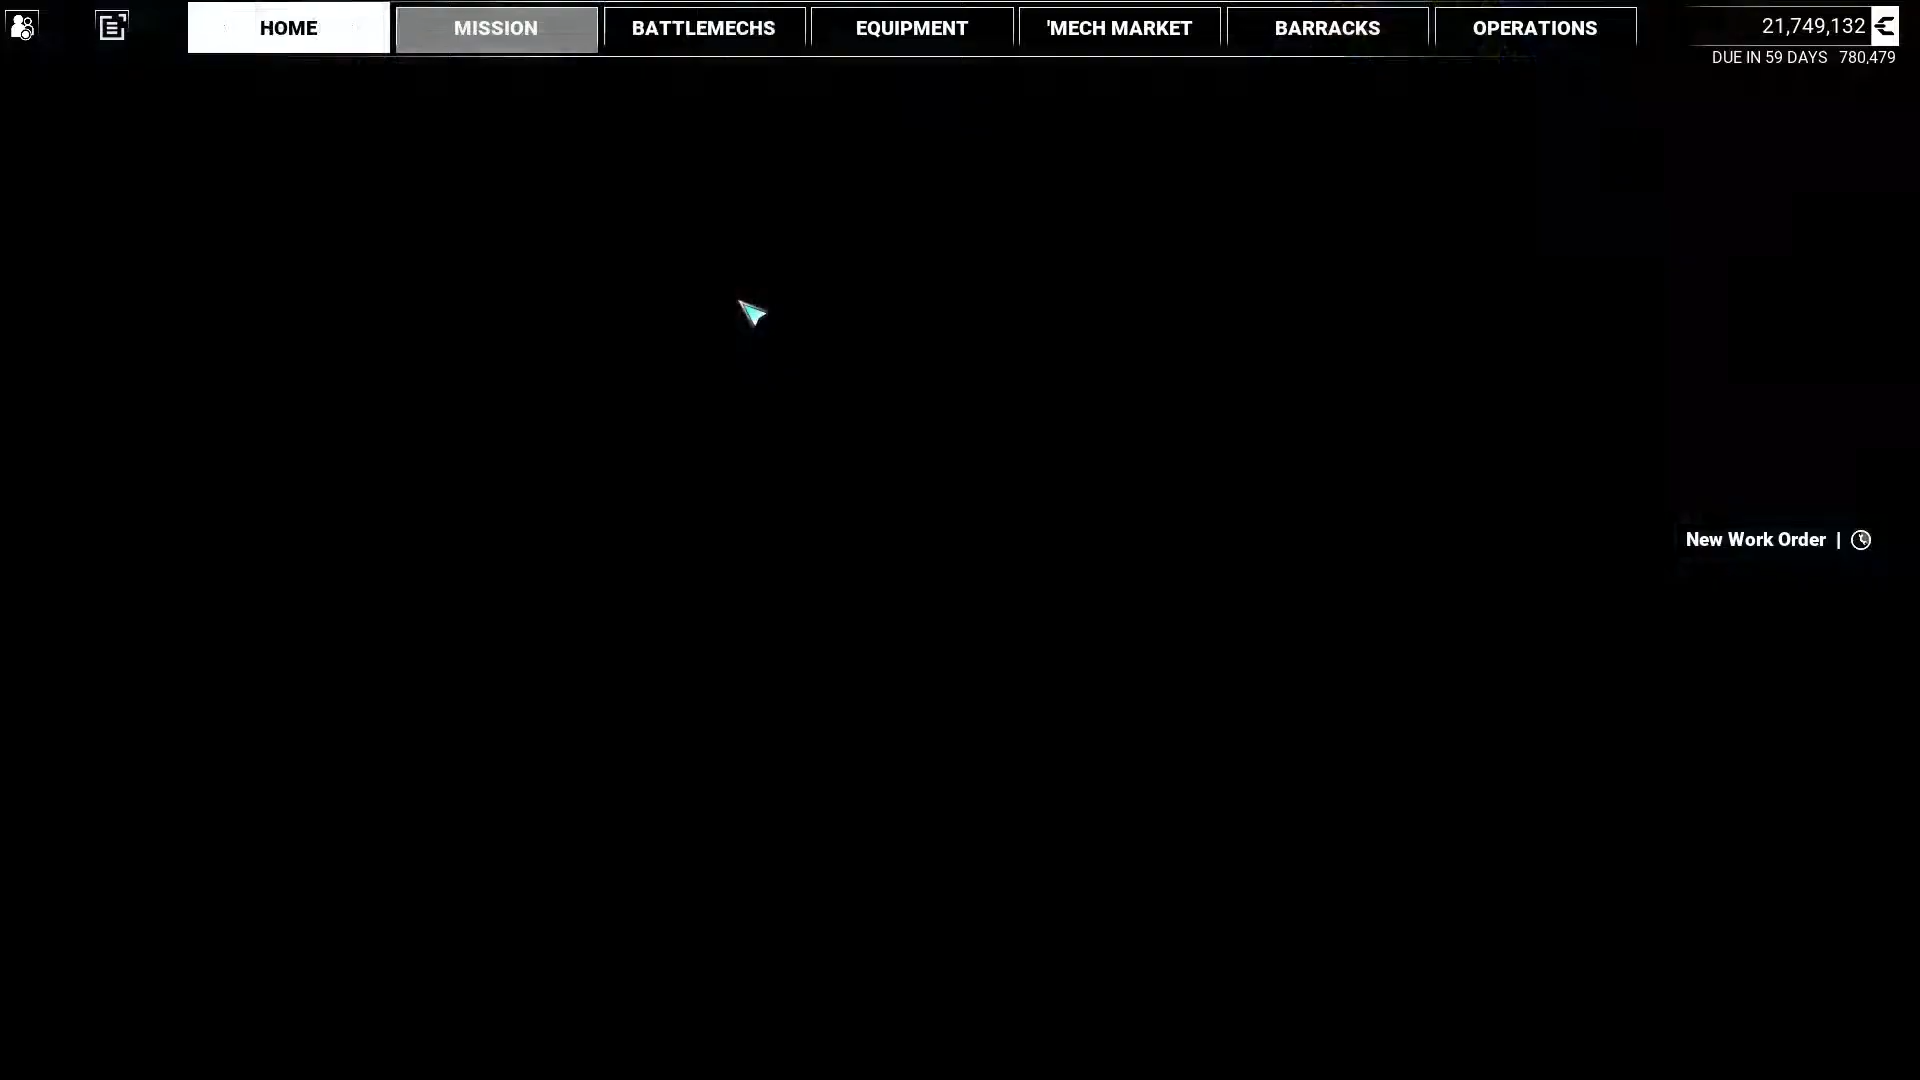 HOME
MISSION
BATTLEMECHS
EQUIPMENT
'MECH MARKET
BARRACKS
OPERATIONS
21,749,132
DUE IN 59 DAYS 780,479
New Work Order |